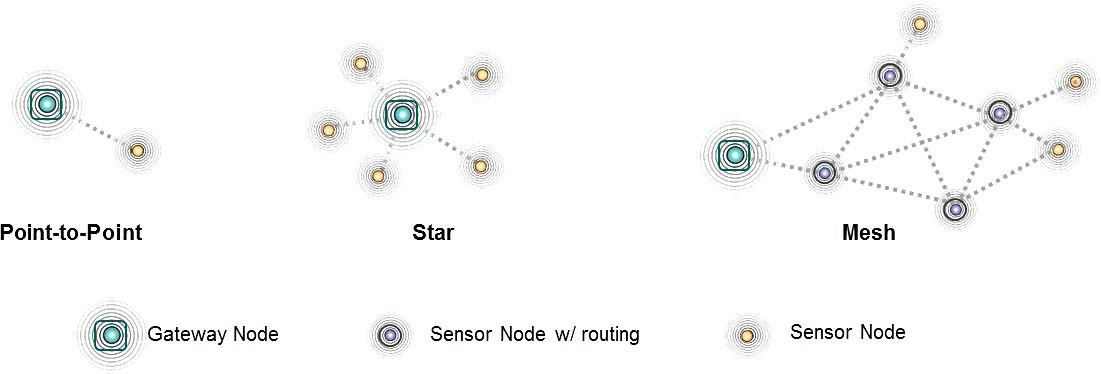 Point-to-Point
Star
Mesh
Gateway Node
Sensor Node w/ routing
Sensor Node